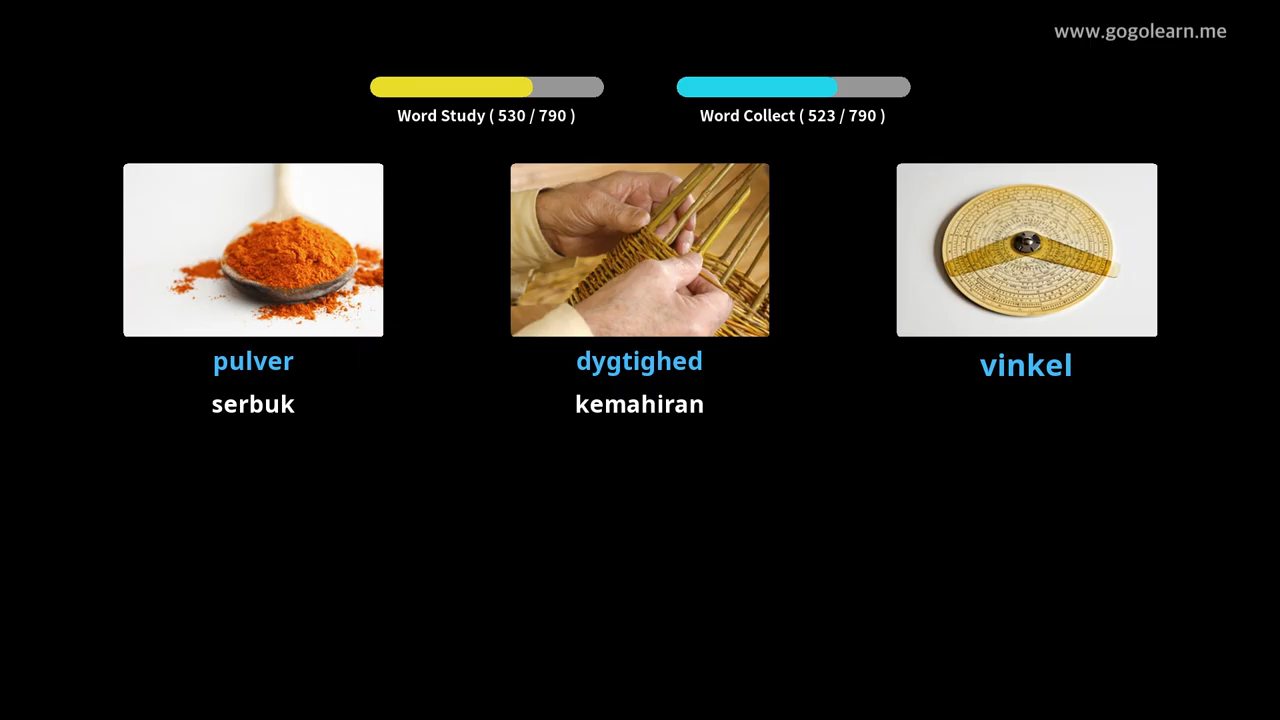 www.gogolearn.me
Word Study ( 530 / 790 )
Word Collect ( 523 / 790 )
pulver
serbuk
dygtighed
kemahiran
vinkel